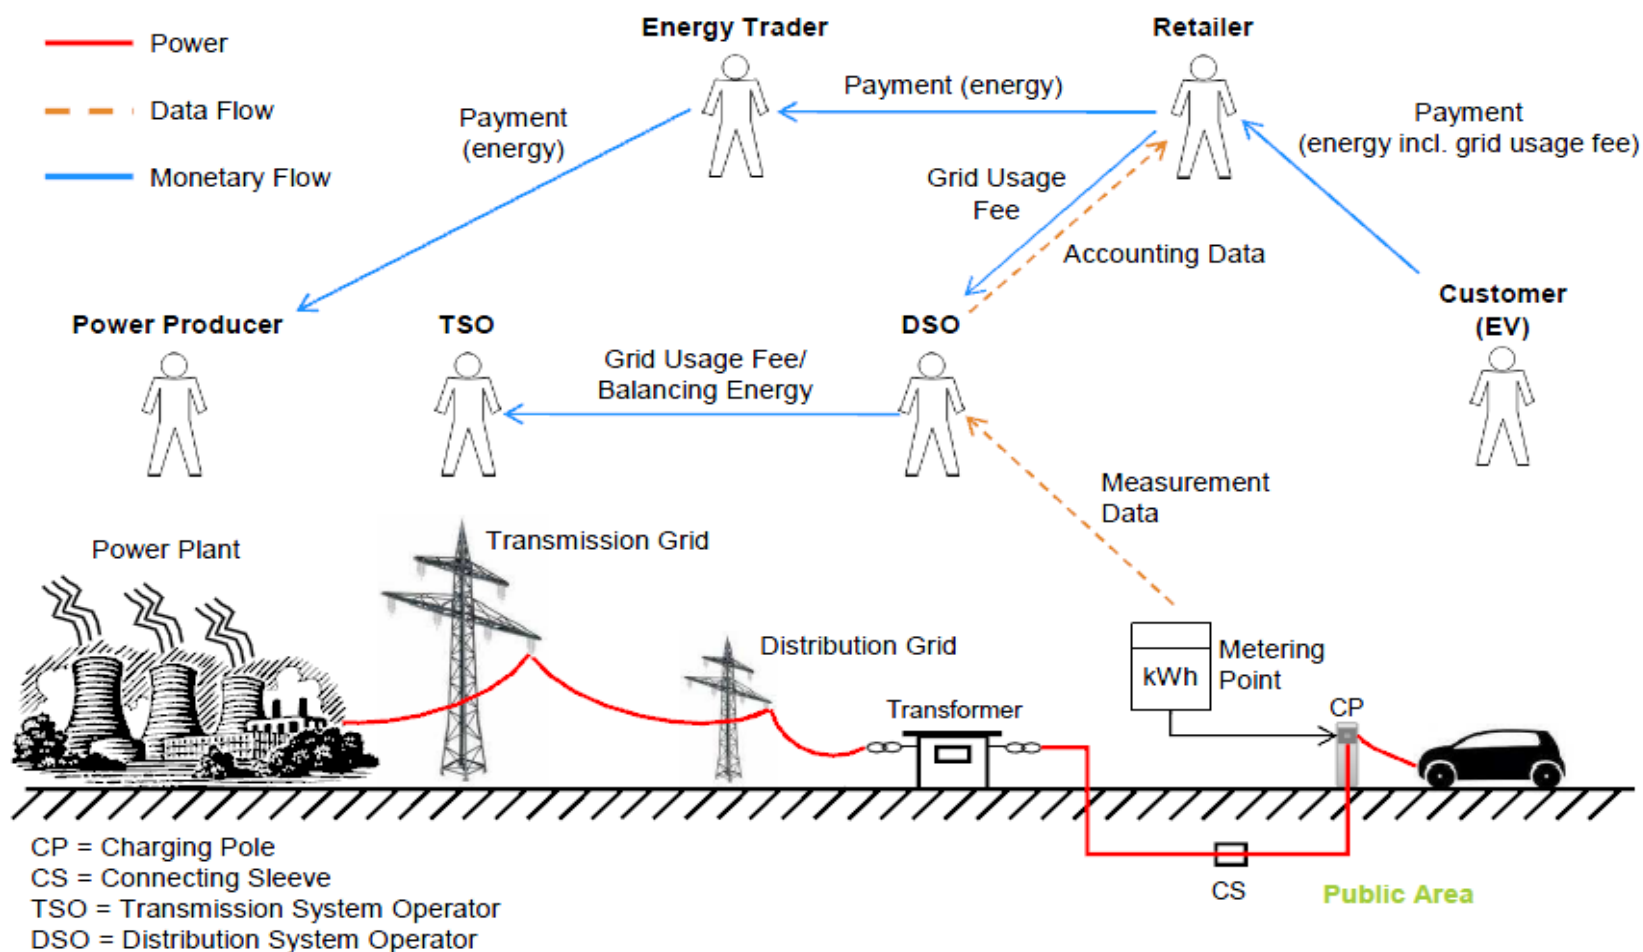 Power
Data Flow
Monetary Flow
Energy Trader
Retailer
Payment (energy)
Payment
(energy)
Payment
(energy incl. grid usage fee)
Grid Usage
Fee
Accounting Data
Power Producer
TSO
DSO
Customer
(EV)
Grid Usage Fee/
Balancing Energy
Measurement
Data
Power Plant
Transmission Grid
Distribution Grid
Transformer
kWh
Metering
Point
CP
CS
Public Area
CP = Charging Pole
CS = Connecting Sleeve
TSO = Transmission System Operator
DSO = Distribution System Operator